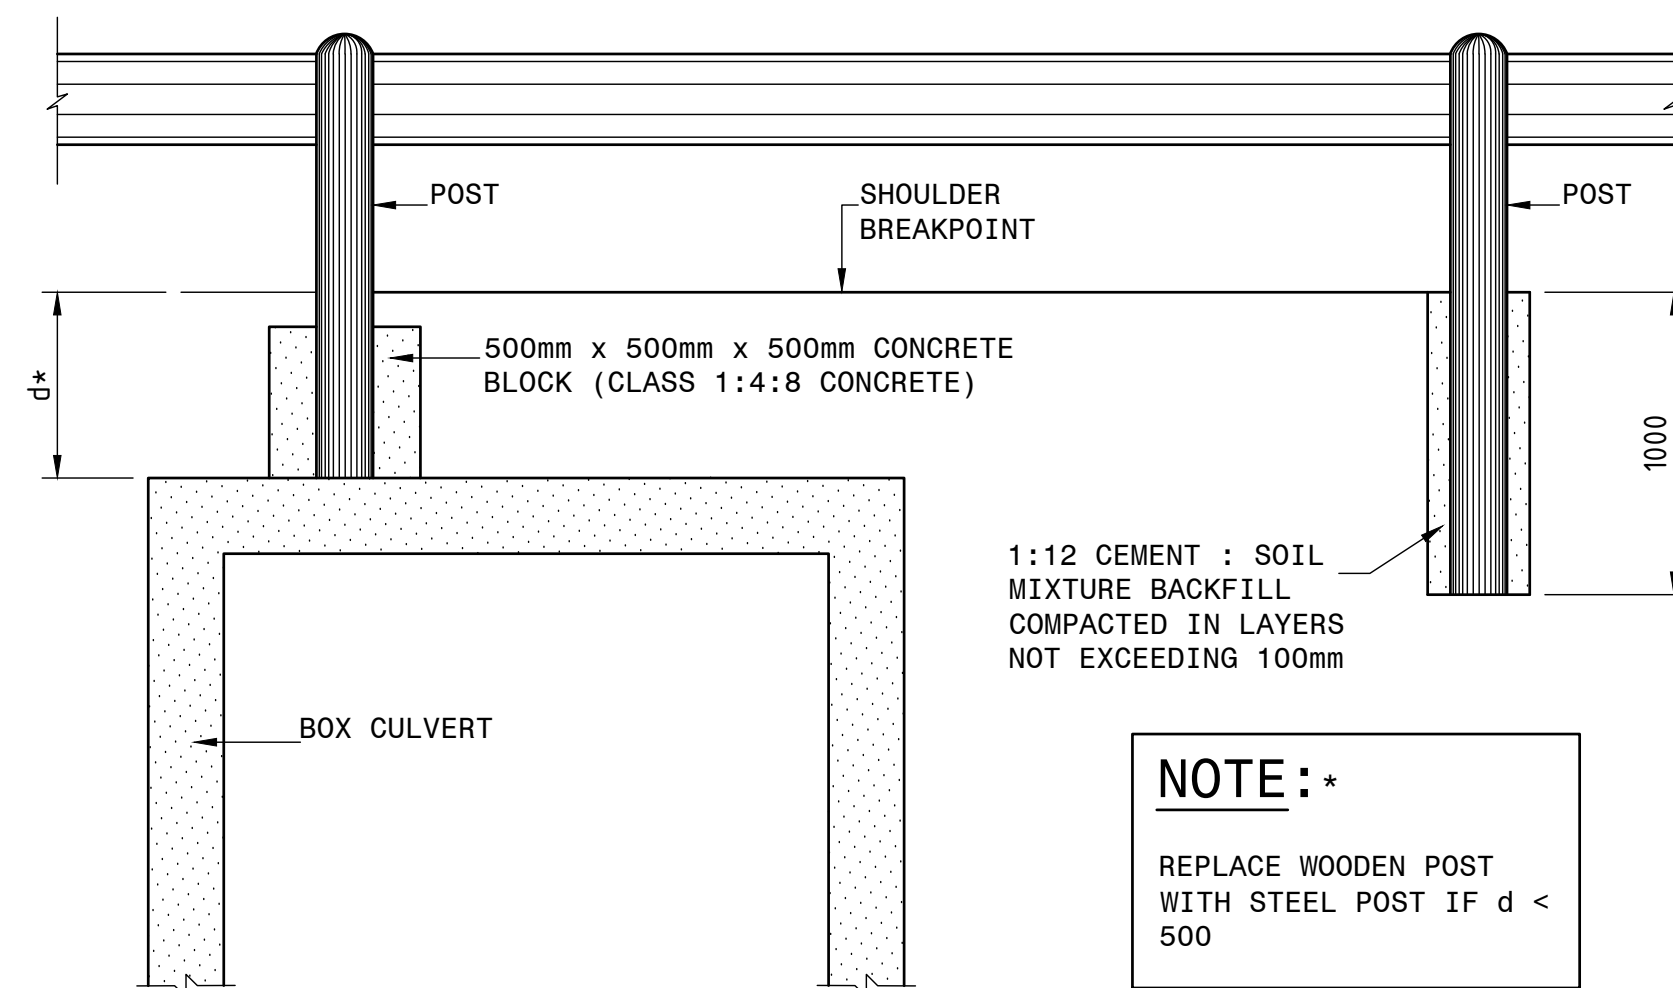 POST
SHOULDER
BREAKPOINT
POST
d*
500mm x 500mm x 500mm CONCRETE
BLOCK (CLASS 1:4:8 CONCRETE)
1000
1:12 CEMENT : SOIL
MIXTURE BACKFILL
COMPACTED IN LAYERS
NOT EXCEEDING 100mm
BOX CULVERT
NOTE:*
REPLACE WOODEN POST
WITH STEEL POST IF d <
500